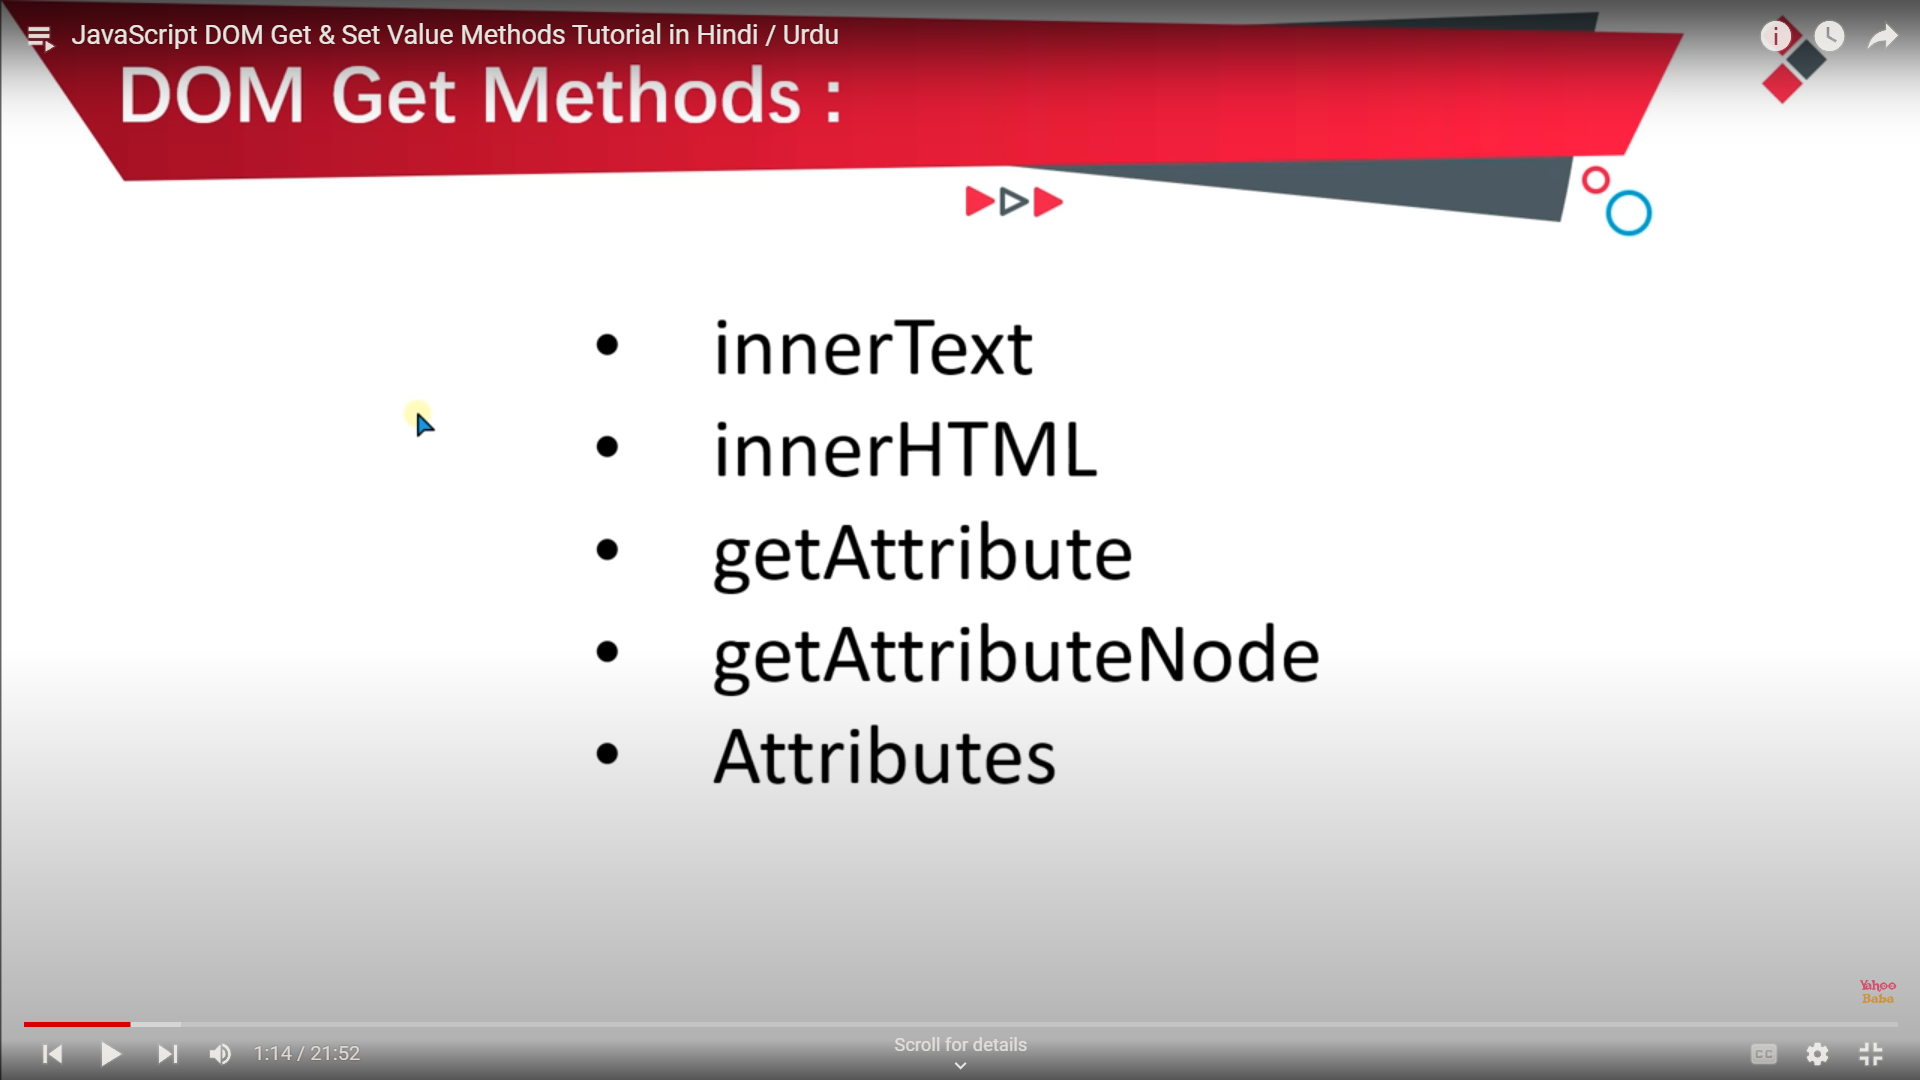 JavaScript DOM Get & Set Value Methods Tutorial in Hindi / Urdu
DOM Get Methods :
• innerText
• innerHTML
• getAttribute
• getAttributeNode
• Attributes
Yahoo
Baba
1:14 / 21:52
Scroll for details
CC